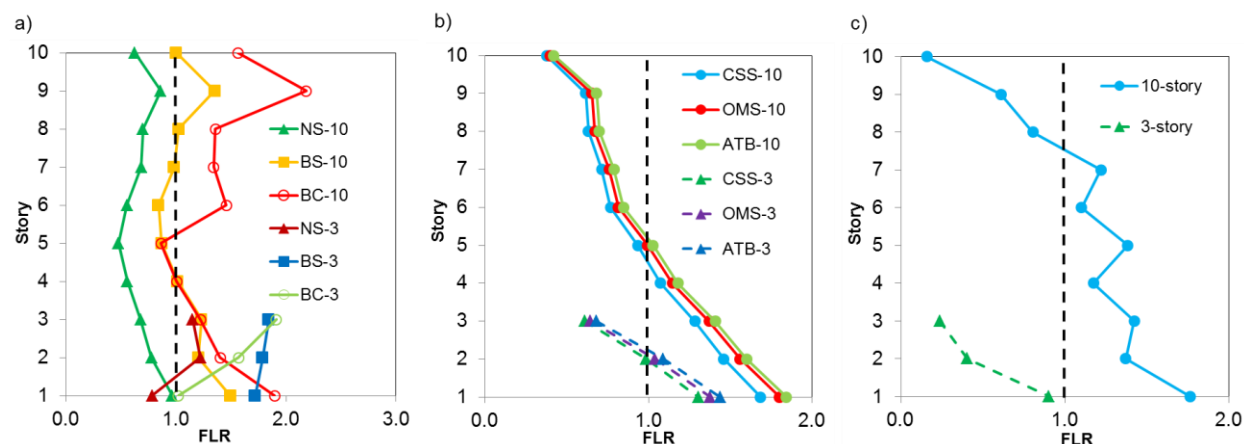 a)
10
9
8
7
6
5
4
3
2
1
Story
0.0 1.0 2.0 3.0
FLR
NS-10
BS-10
BC-10
NS-3
BS-3
BC-3
b)
10
9
8
7
6
5
4
3
2
1
Story
0.0 1.0 2.0
FLR
CSS-10
OMS-10
ATB-10
CSS-3
OMS-3
ATB-3
c)
10
9
8
7
6
5
4
3
2
1
Story
0.0 1.0 2.0
FLR
10-story
3-story